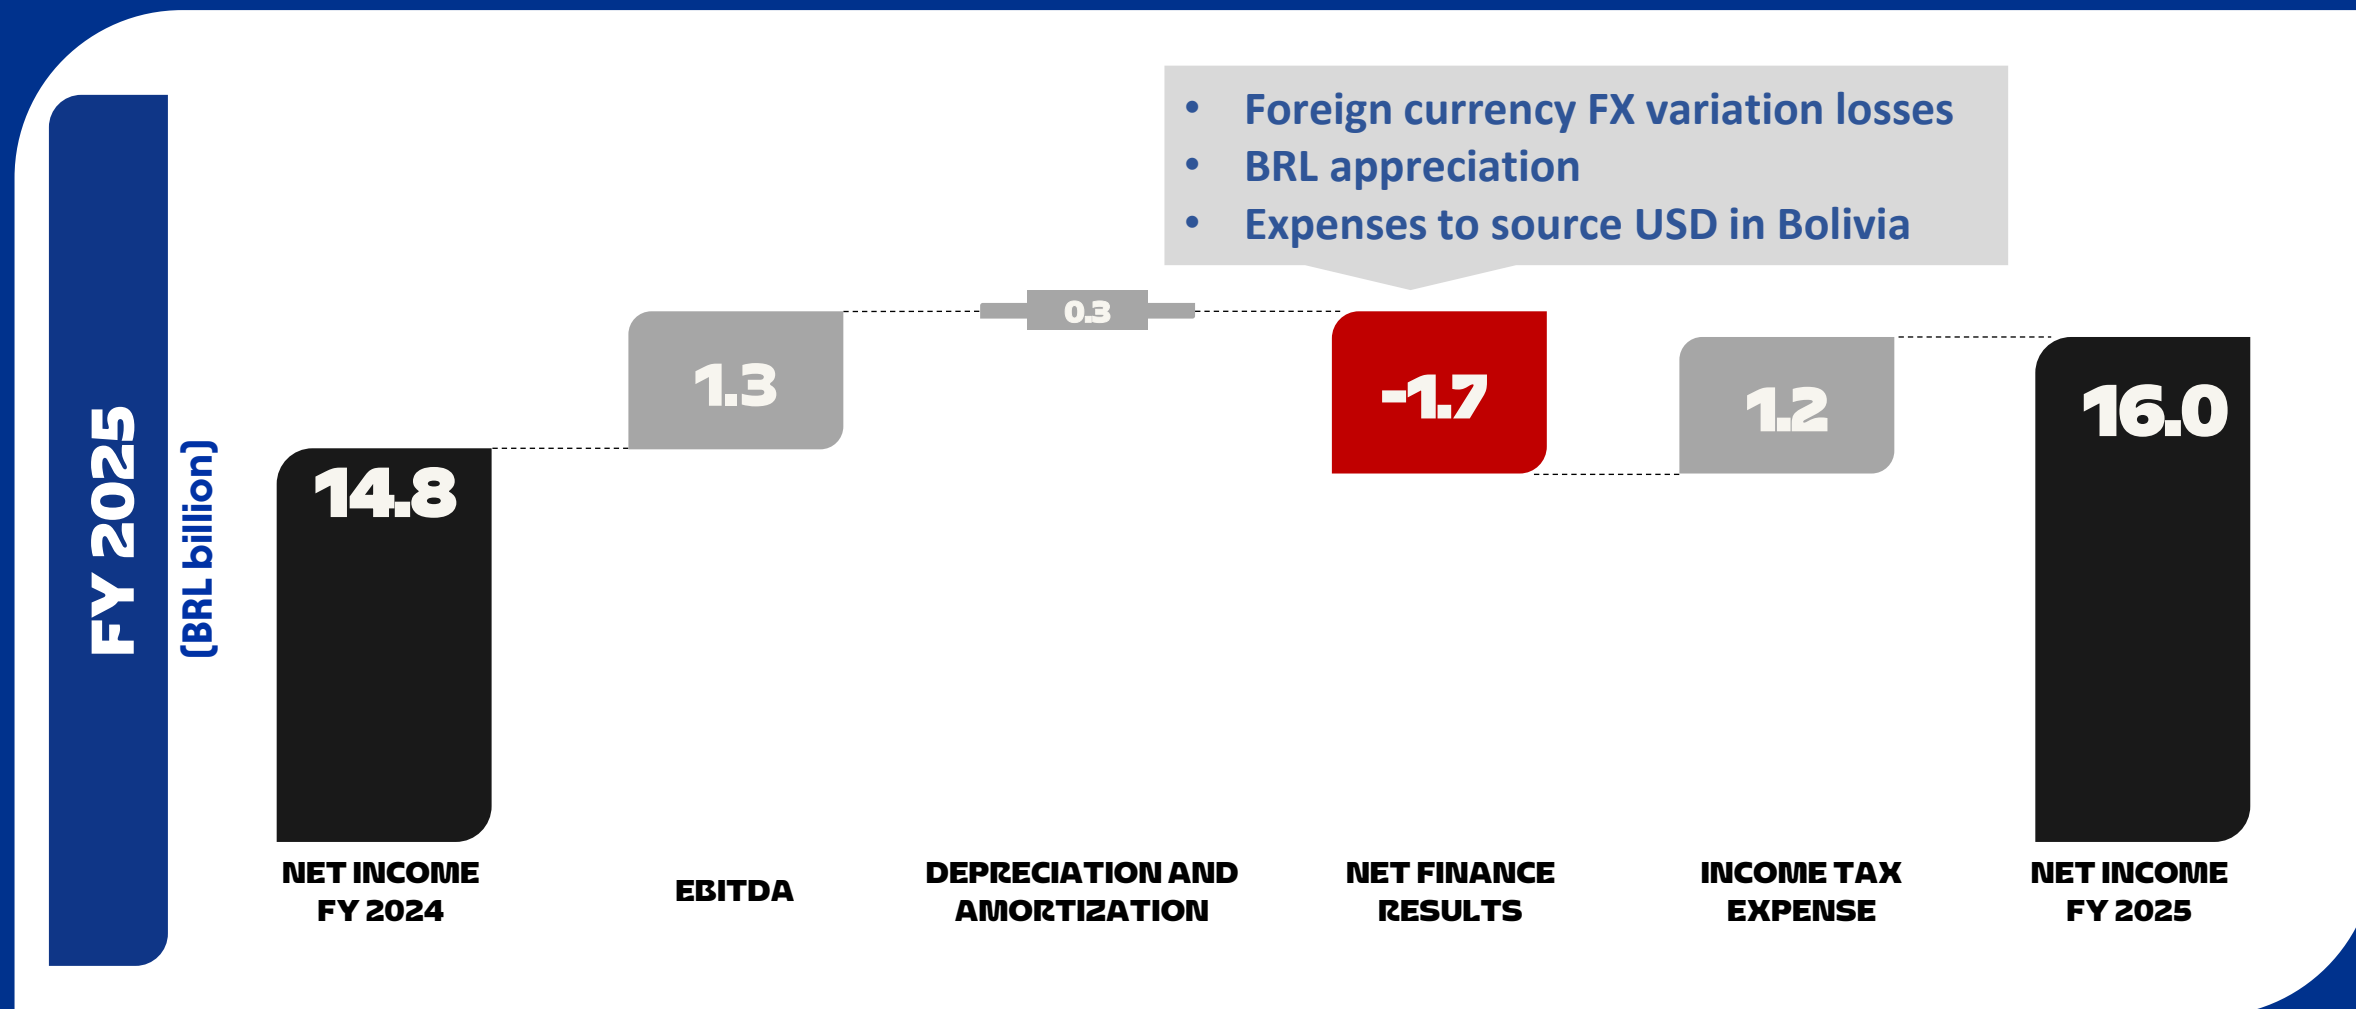 FY 2025
(BRL billion)
• Foreign currency FX variation losses
• BRL appreciation
• Expenses to source USD in Bolivia
14.8
1.3
0.3
-1.7
1.2
16.0
NET INCOME
FY 2024
EBITDA
DEPRECIATION AND
AMORTIZATION
NET FINANCE
RESULTS
INCOME TAX
EXPENSE
NET INCOME
FY 2025